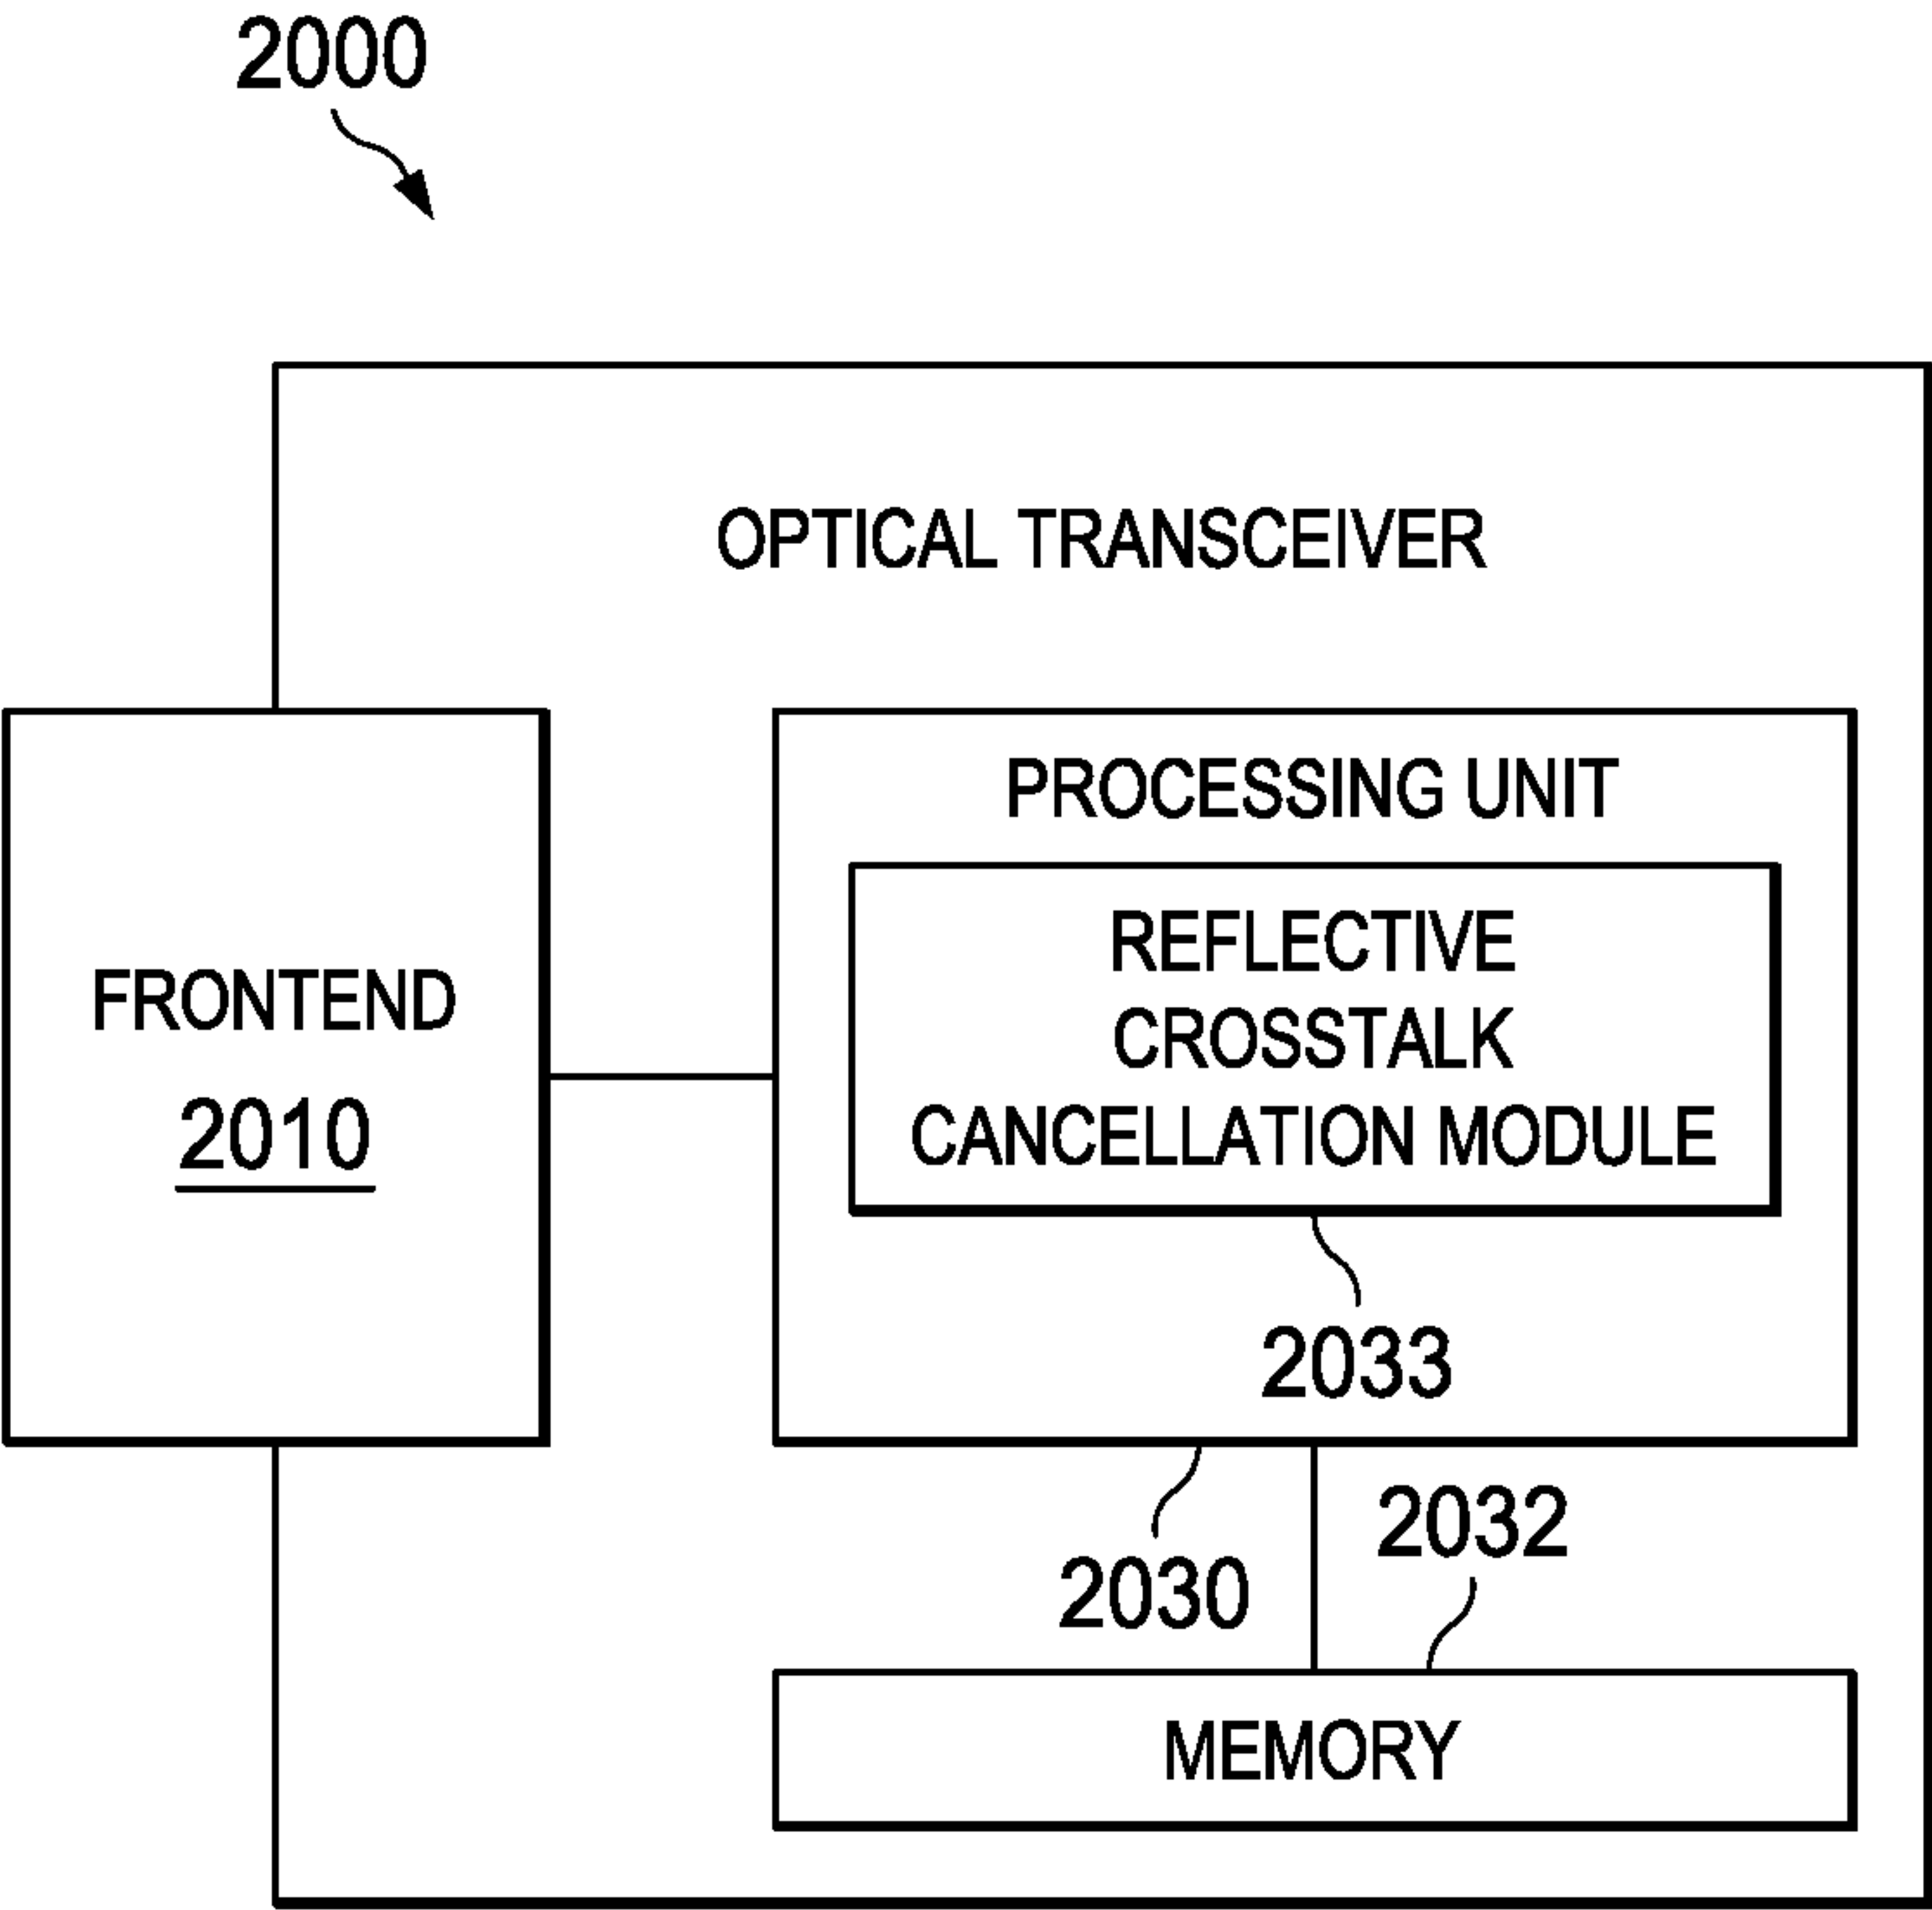 2000
OPTICAL TRANSCEIVER
PROCESSING UNIT
REFLECTIVE
CROSSTALK
CANCELLATION MODULE
FRONTEND
2010
2033
2032
2030
MEMORY